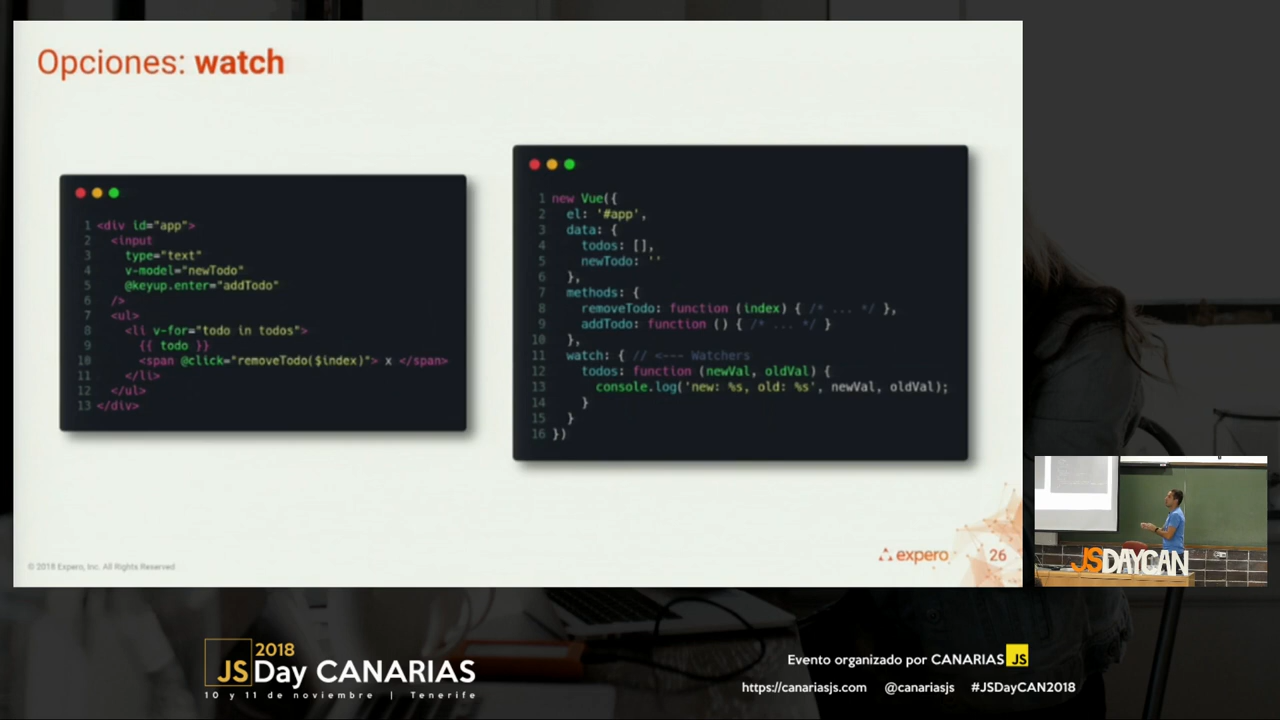 Opciones: watch
1 <div id="app">
2   <input
3     type="text"
4     v-model="newTodo"
5     @keyup.enter="addTodo"
6   />
7   <ul>
8     <li v-for="todo in todos">
9       {{ todo }}
10       <span @click="removeTodo($index)"> x </span>
11     </li>
12   </ul>
13 </div>
1 new Vue({
2   el: '#app',
3   data: {
4     todos: [],
5     newTodo: ''
6   },
7   methods: {
8     removeTodo: function (index) { /* ... */ },
9     addTodo: function () { /* ... */ }
10   },
11   watch: { // <--- Watchers
12     todos: function (newVal, oldVal) {
13       console.log('new: %s, old: %s', newVal, oldVal);
14     }
15   }
16 })
© 2018 Expero, Inc. All Rights Reserved
expero
26
JSDAYCAN
2018
JSDay CANARIAS
10 y 11 de noviembre | Tenerife
Evento organizado por CANARIAS JS
https://canariasjs.com @canariasjs #JSDayCAN2018